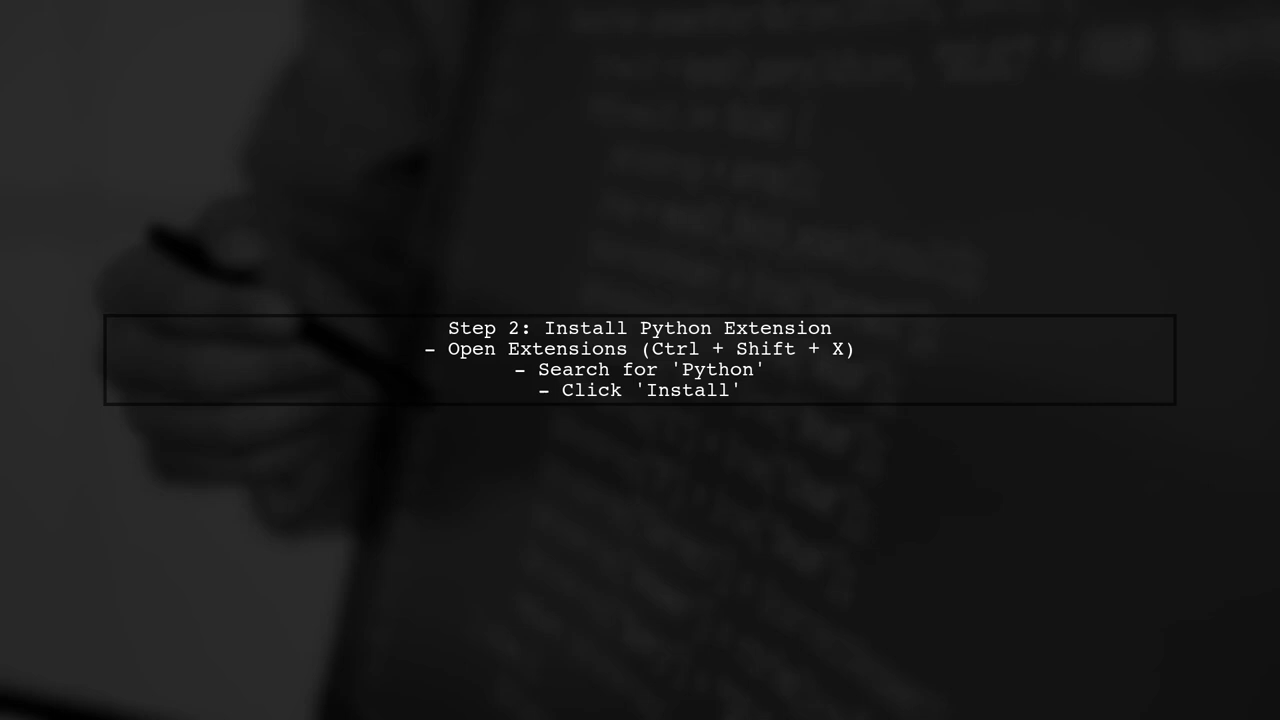 Step 2: Install Python Extension
- Open Extensions (Ctrl + Shift + X)
- Search for 'Python'
- Click 'Install'